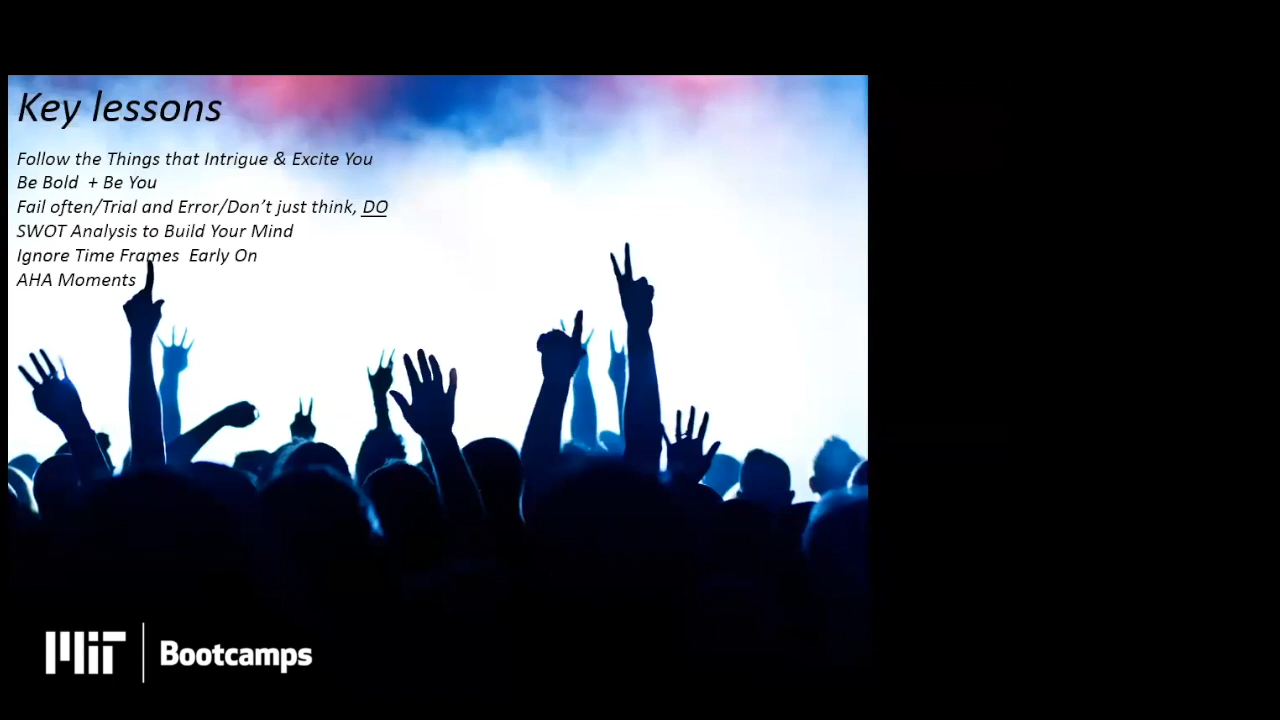 Key lessons
Follow the Things that Intrigue & Excite You
Be Bold + Be You
Fail often/Trial and Error/Don't just think, DO
SWOT Analysis to Build Your Mind
Ignore Time Frames Early On
AHA Moments
MIT Bootcamps